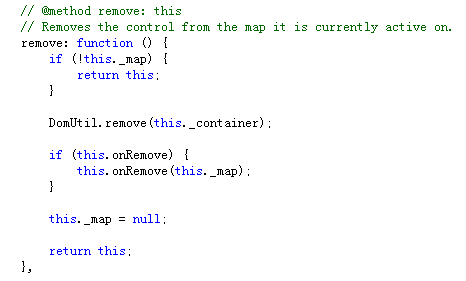 // @method remove: this
// Removes the control from the map it is currently active on.
remove: function () {
if (!this._map) {
return this;
}
DomUtil.remove(this._container);
if (this.onRemove) {
this.onRemove(this._map);
}
this._map = null;
return this;
},